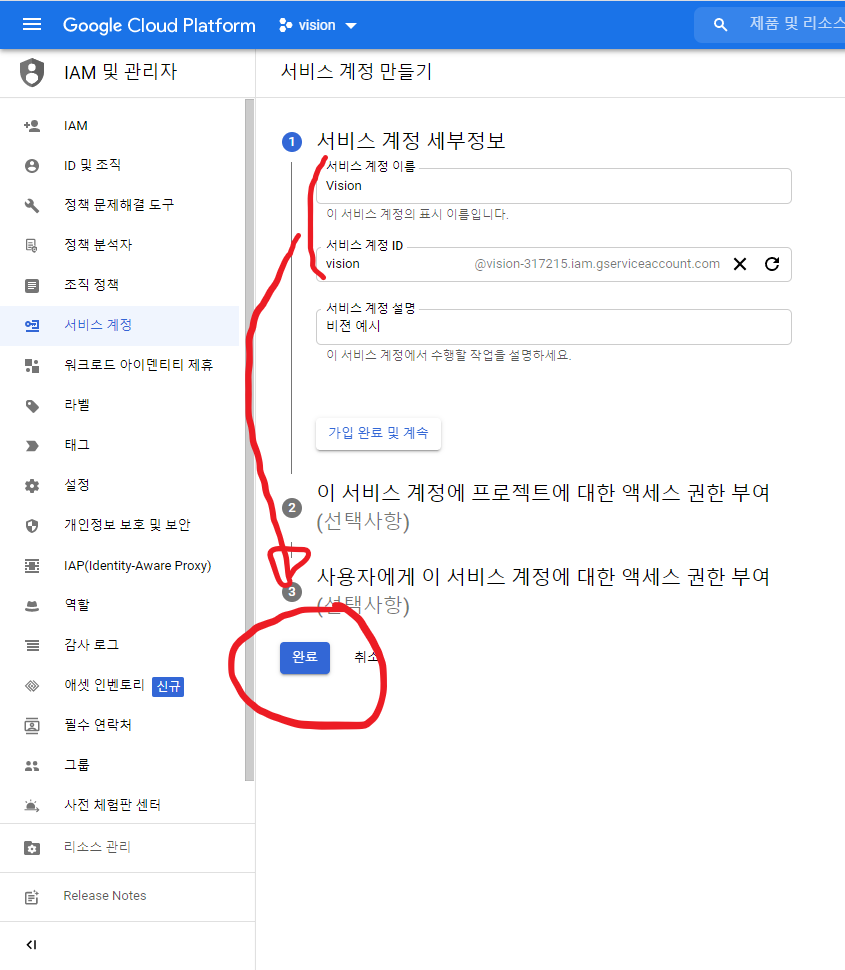 Google Cloud Platform
vision
제품 및 리소스
IAM 및 관리자
서비스 계정 만들기
IAM
ID 및 조직
정책 문제해결 도구
정책 분석자
조직 정책
서비스 계정
워크로드 아이덴티티 제휴
라벨
태그
설정
개인정보 보호 및 보안
IAP(Identity-Aware Proxy)
역할
감사 로그
애셋 인벤토리 신규
필수 연락처
그룹
사전 체험판 센터
리소스 관리
Release Notes
1 서비스 계정 세부정보
서비스 계정 이름
Vision
이 서비스 계정의 표시 이름입니다.
서비스 계정 ID
vision @vision-317215.iam.gserviceaccount.com
서비스 계정 설명
비젼 예시
이 서비스 계정에서 수행할 작업을 설명하세요.
가입 완료 및 계속
2 이 서비스 계정에 프로젝트에 대한 액세스 권한 부여
(선택사항)
3 사용자에게 이 서비스 계정에 대한 액세스 권한 부여
(선택사항)
완료 취소